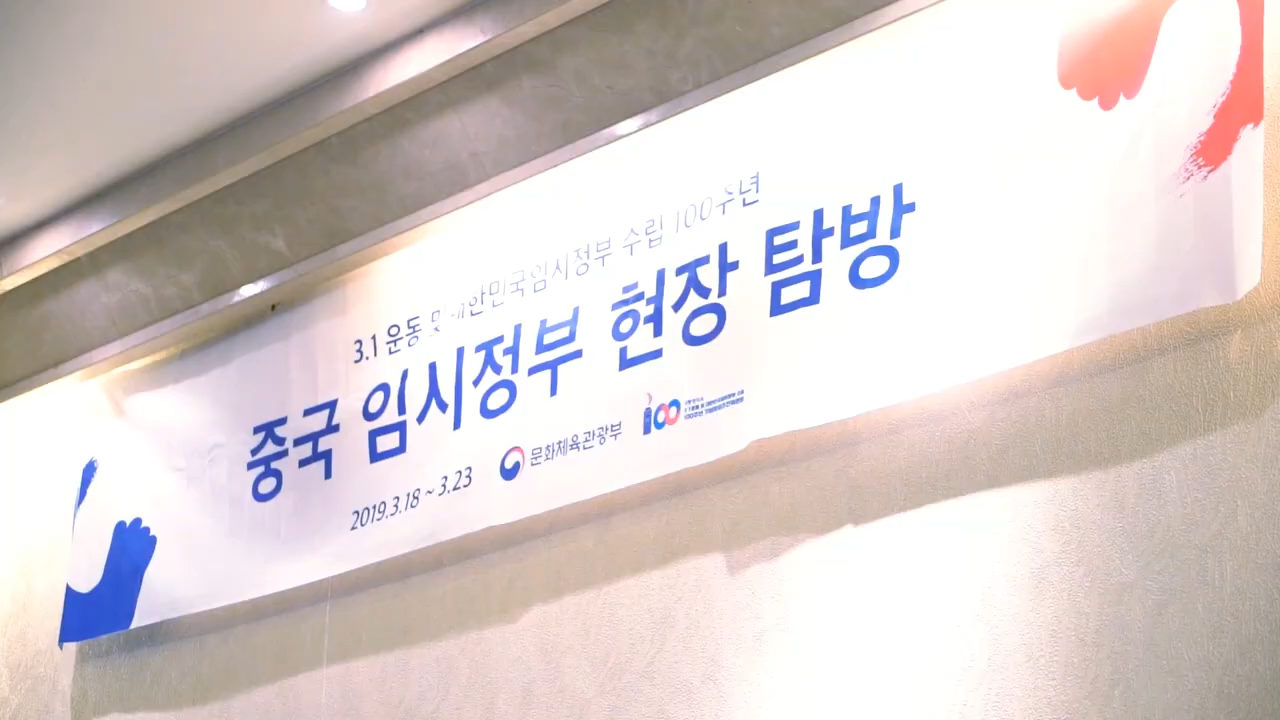 3.1 운동 및 대한민국임시정부 수립 100주년
중국 임시정부 현장 탐방
2019.3.18 ~ 3.23
문화체육관광부
100